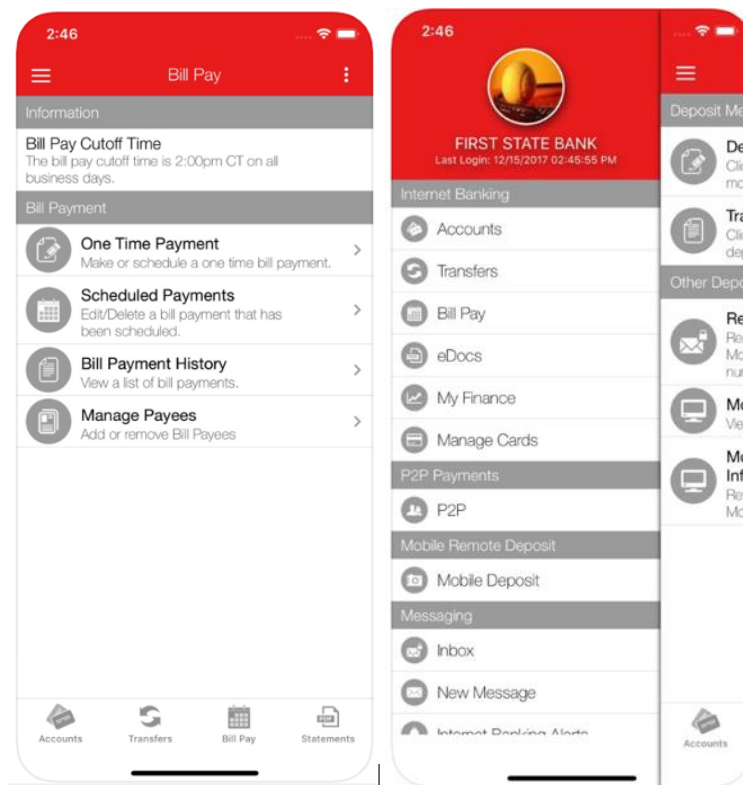 2:46
Bill Pay
Information
Bill Pay Cutoff Time
The bill pay cutoff time is 2:00pm CT on all
business days.
Bill Payment
One Time Payment
Make or schedule a one time bill payment.
Scheduled Payments
Edit/Delete a bill payment that has
been scheduled.
Bill Payment History
View a list of bill payments.
Manage Payees
Add or remove Bill Payees
Accounts
Transfers
Bill Pay
PDF
Statements
2:46
FIRST STATE BANK
Last Login: 12/15/2017 02:45:55 PM
Internet Banking
Accounts
Transfers
Bill Pay
eDocs
My Finance
Manage Cards
P2P Payments
P2P
Mobile Remote Deposit
Mobile Deposit
Messaging
Inbox
New Message
Internet Banking Alerts
Deposit
Other
Accounts